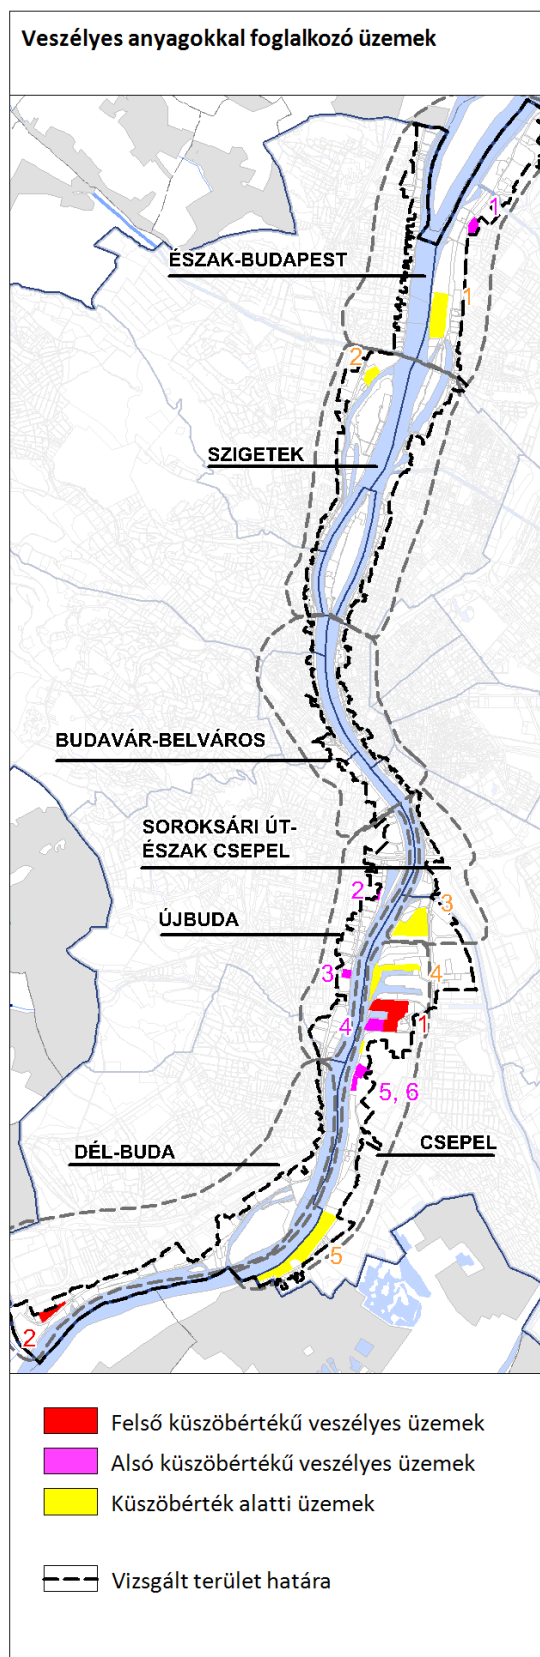 Veszélyes anyagokkal foglalkozó üzemek
1
ÉSZAK-BUDAPEST
1
2
SZIGETEK
BUDAVÁR-BELVÁROS
SOROKSÁRI ÚT-
ÉSZAK CSEPEL
2
3
ÚJBUDA
3
4
4
1
5, 6
CSEPEL
DÉL-BUDA
5
2
Felső küszöbértékű veszélyes üzemek
Alsó küszöbértékű veszélyes üzemek
Küszöbérték alatti üzemek
Vizsgált terület határa